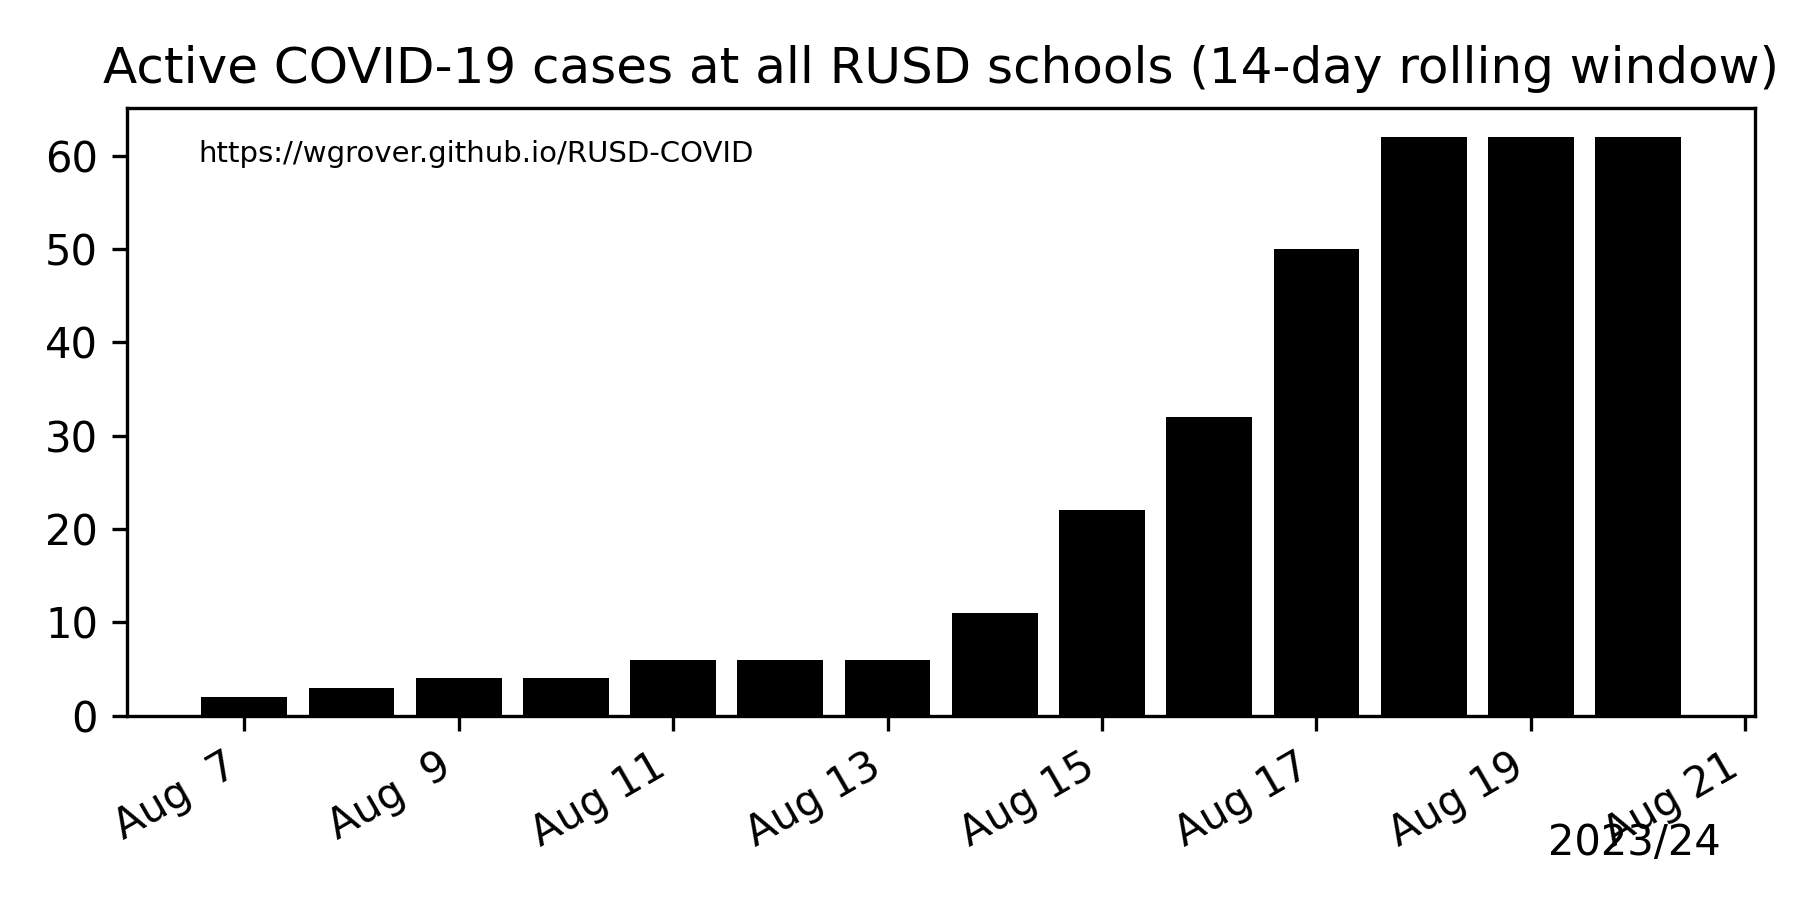 Active COVID-19 cases at all RUSD schools (14-day rolling window)
https://wgrover.github.io/RUSD-COVID
60
50
40
30
20
10
0
Aug 7
Aug 9
Aug 11
Aug 13
Aug 15
Aug 17
Aug 19
Aug 21
2023/24